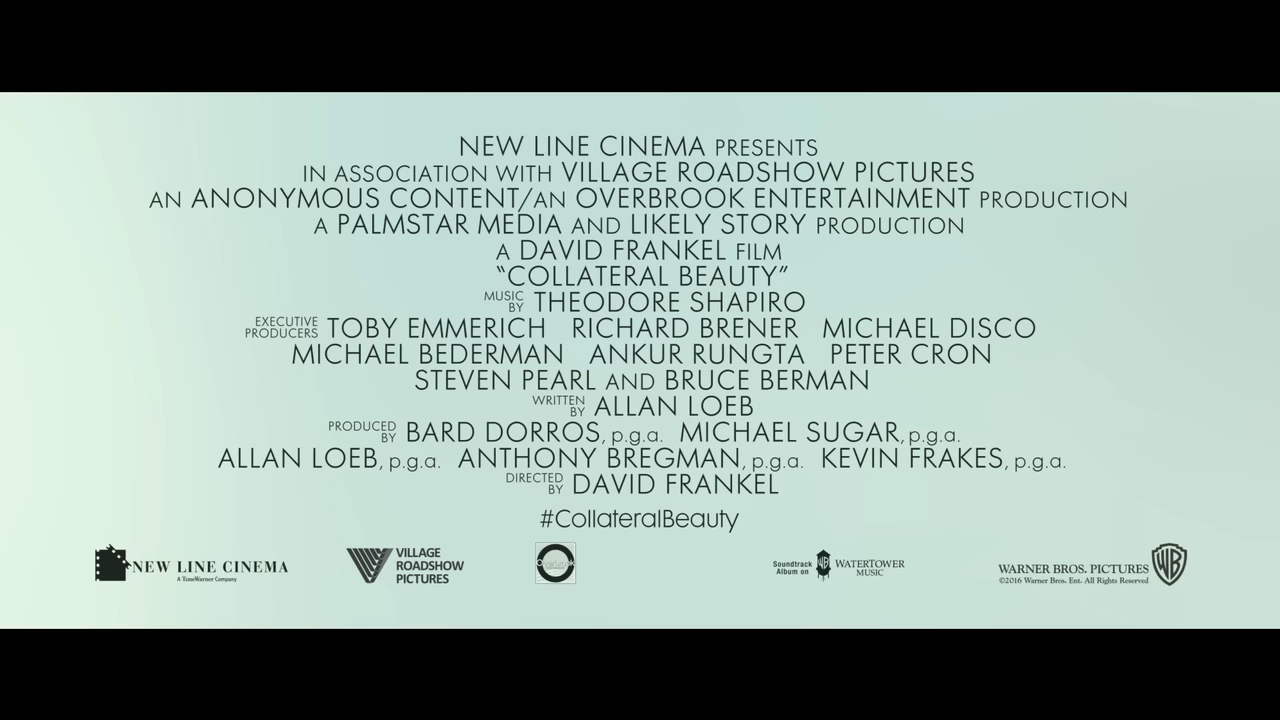 NEW LINE CINEMA PRESENTS
IN ASSOCIATION WITH VILLAGE ROADSHOW PICTURES
AN ANONYMOUS CONTENT/AN OVERBROOK ENTERTAINMENT PRODUCTION
A PALMSTAR MEDIA AND LIKELY STORY PRODUCTION
A DAVID FRANKEL FILM
“COLLATERAL BEAUTY”
MUSIC BY THEODORE SHAPIRO
EXECUTIVE PRODUCERS TOBY EMMERICH RICHARD BRENER MICHAEL DISCO
MICHAEL BEDERMAN ANKUR RUNGTA PETER CRON
STEVEN PEARL AND BRUCE BERMAN
WRITTEN BY ALLAN LOEB
PRODUCED BY BARD DORROS, p.g.a. MICHAEL SUGAR, p.g.a.
ALLAN LOEB, p.g.a. ANTHONY BREGMAN, p.g.a. KEVIN FRAKES, p.g.a.
DIRECTED BY DAVID FRANKEL
#CollateralBeauty
NEW LINE CINEMA
A TimeWarner Company
VILLAGE
ROADSHOW
PICTURES
Overbrook
Soundtrack
Album on
WATERTOWER
MUSIC
WARNER BROS. PICTURES
©2016 Warner Bros. Ent. All Rights Reserved
WB